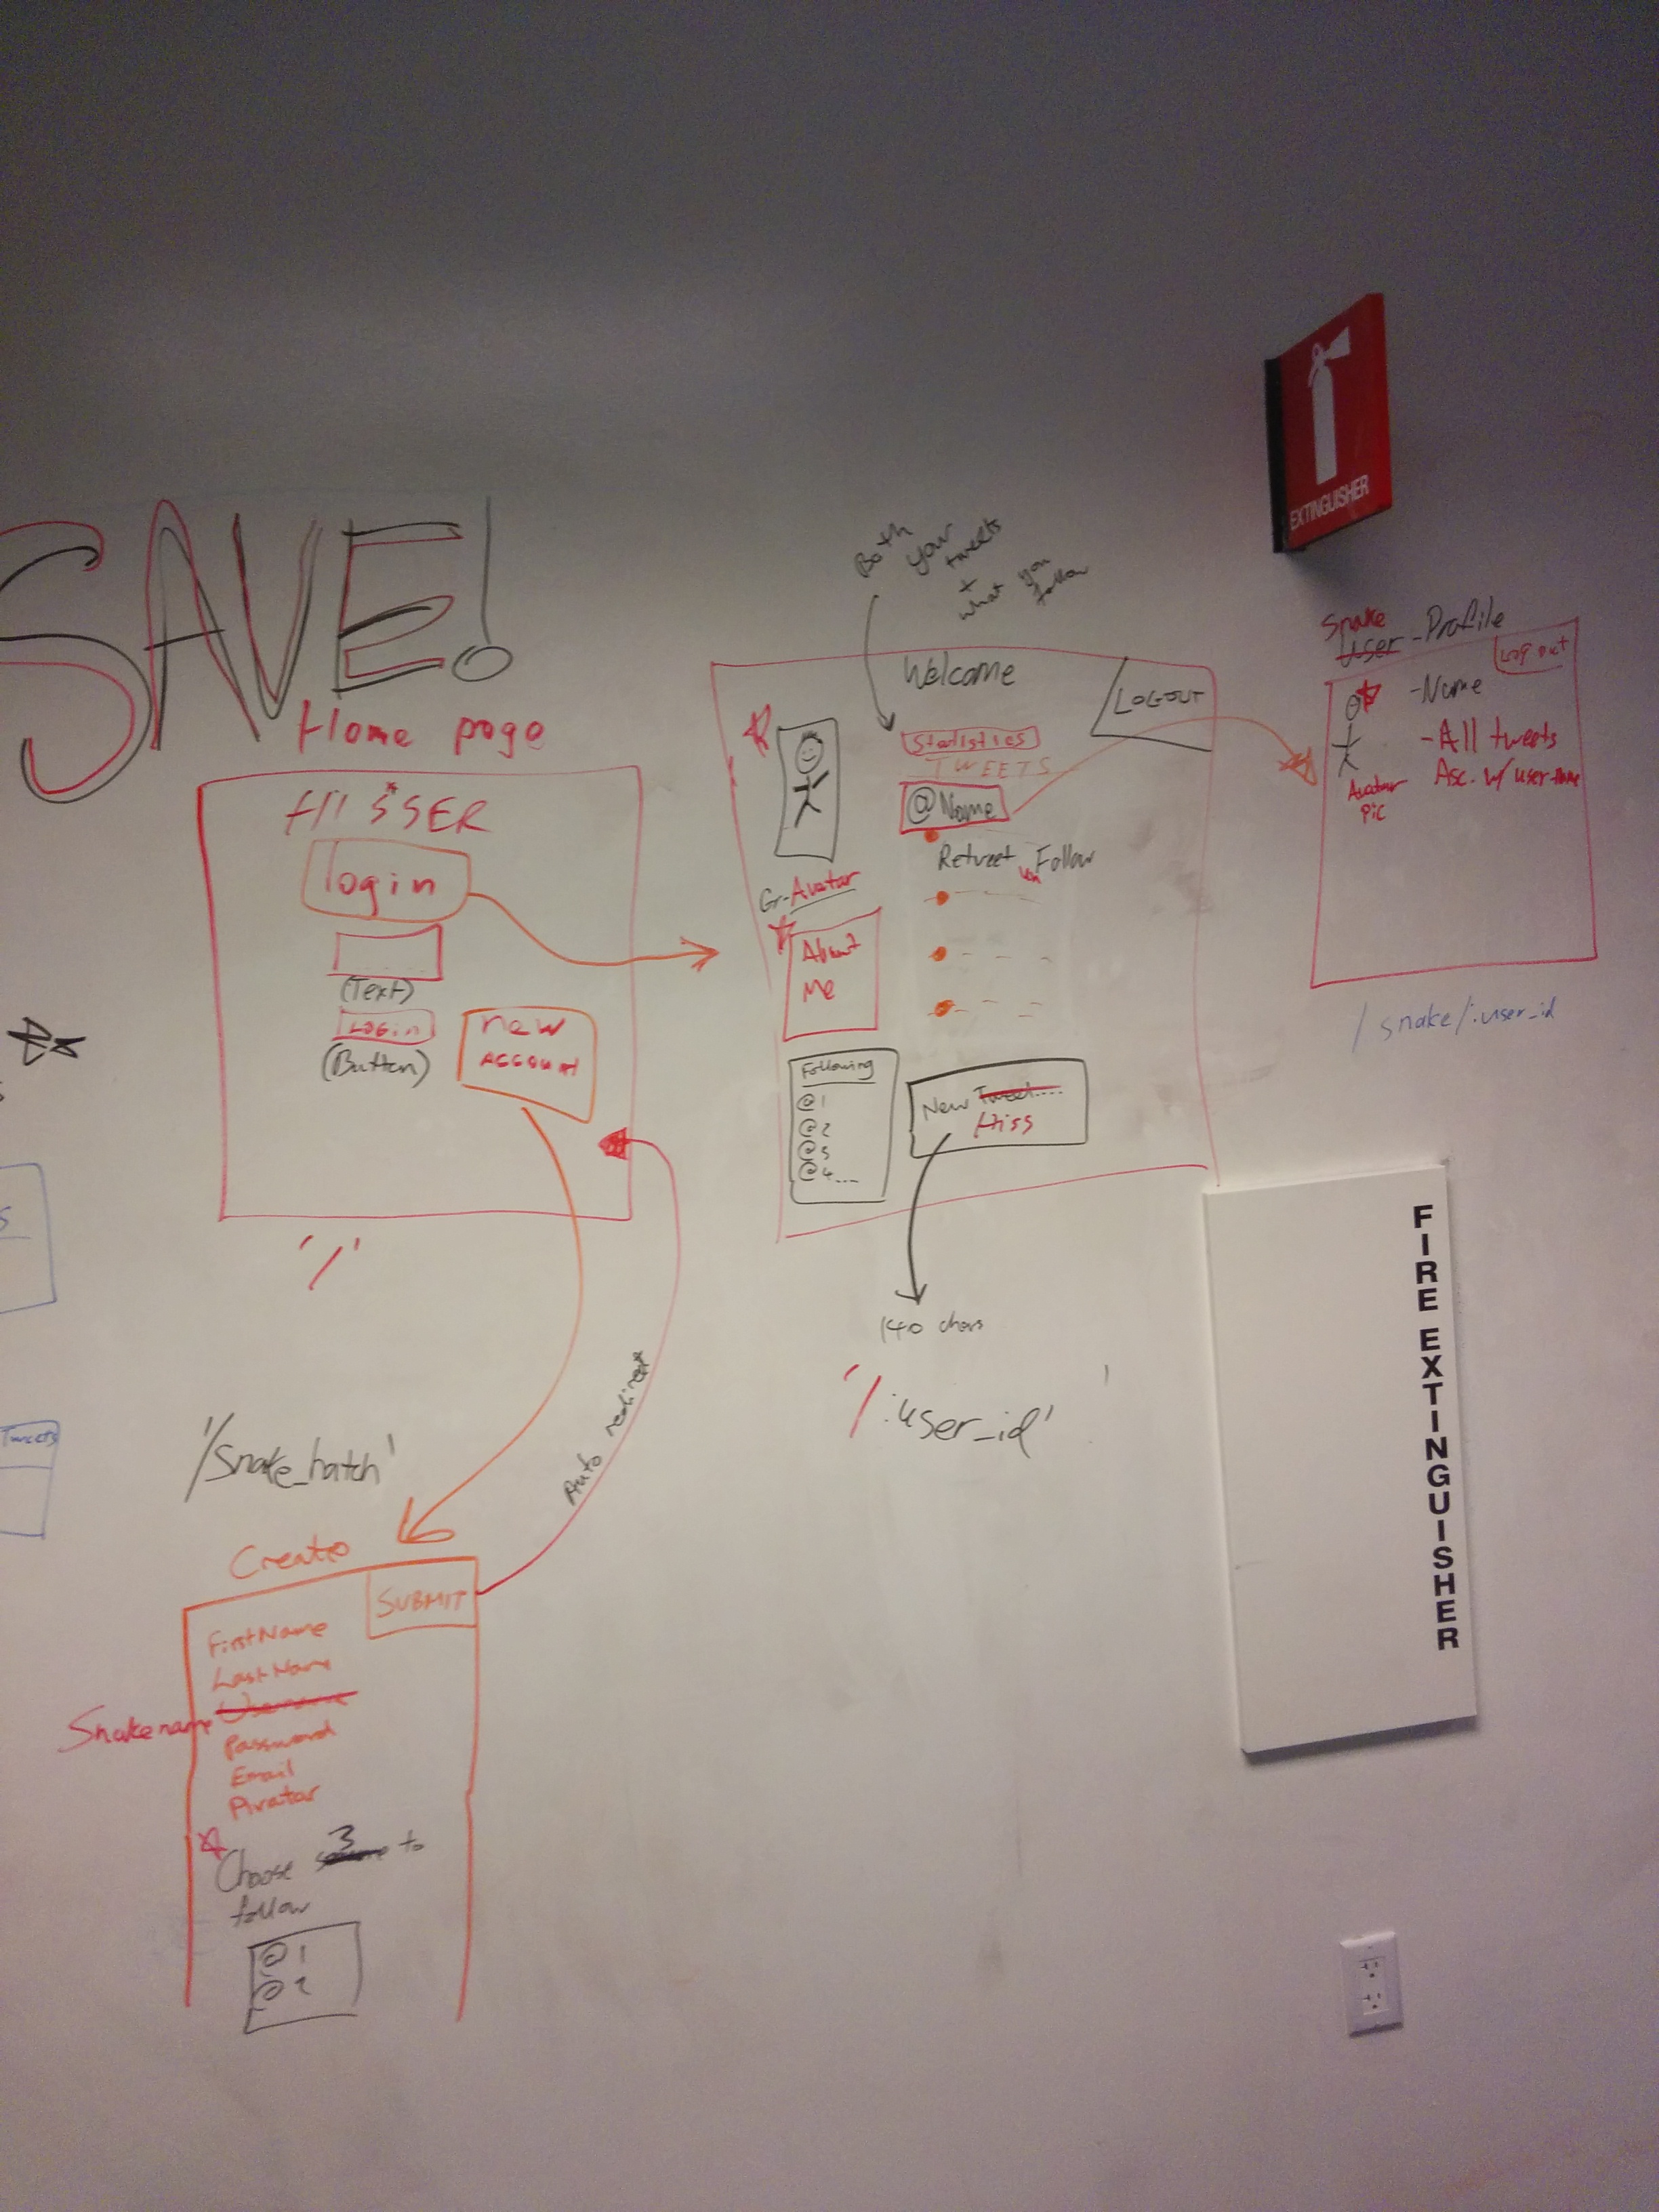 SAVE!
Home page
HISSER
login
(Text)
Login
(Button)
new
account
'/'
'/snake_hatch'
Create
SUBMIT
FirstName
LastName
Username
Snakename
Password
Email
Avatar
Choose some 3 to
follow
@1
@2
Auto redirect
Both your tweets
+
what you follow
Welcome
LOGOUT
Statistics
TWEETS
@Name
Retweet Follow
Gr-Avatar
About
Me
Following
@1
@2
@3
@4...
New Tweet....
Hiss
140 chars
'/:user_id'
Snake
User-Profile
Log out
-Name
-All tweets
Asc. w/ user-name
Avatar
Pic
/snake/:user_id
EXTINGUISHER
FIRE EXTINGUISHER
S
Tweets